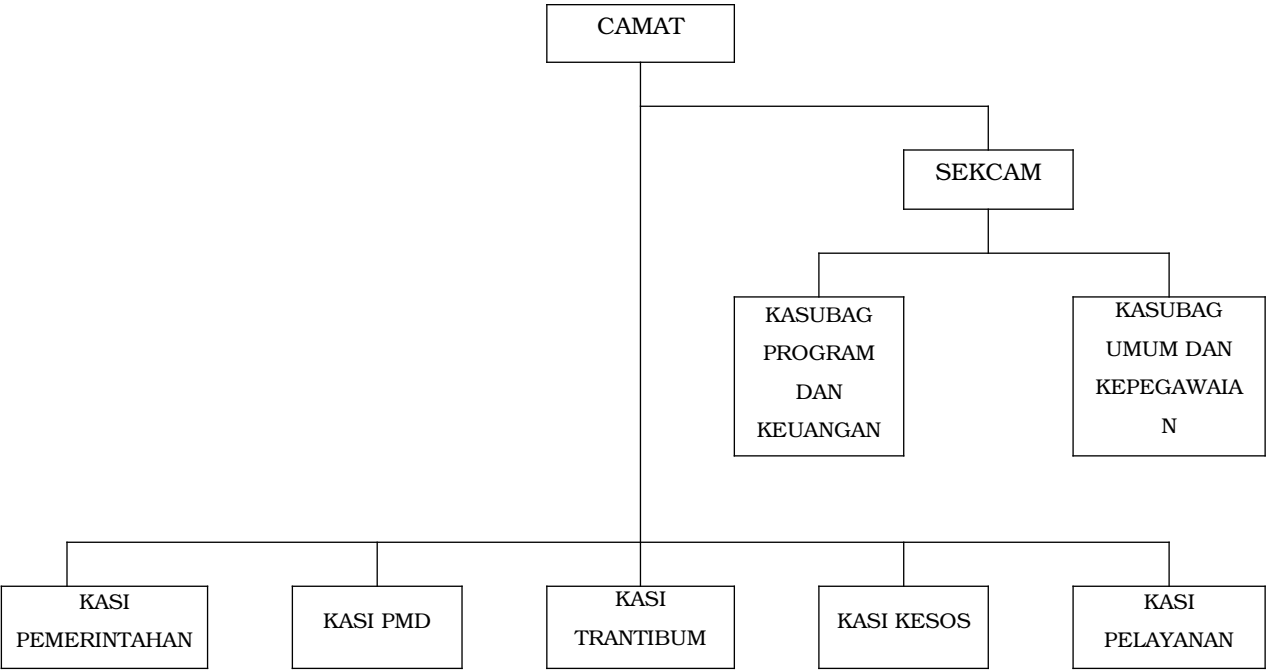 CAMAT
SEKCAM
KASUBAG
PROGRAM
DAN
KEUANGAN
KASUBAG
UMUM DAN
KEPEGAWAIA
N
KASI
PEMERINTAHAN
KASI PMD
KASI
TRANTIBUM
KASI KESOS
KASI
PELAYANAN